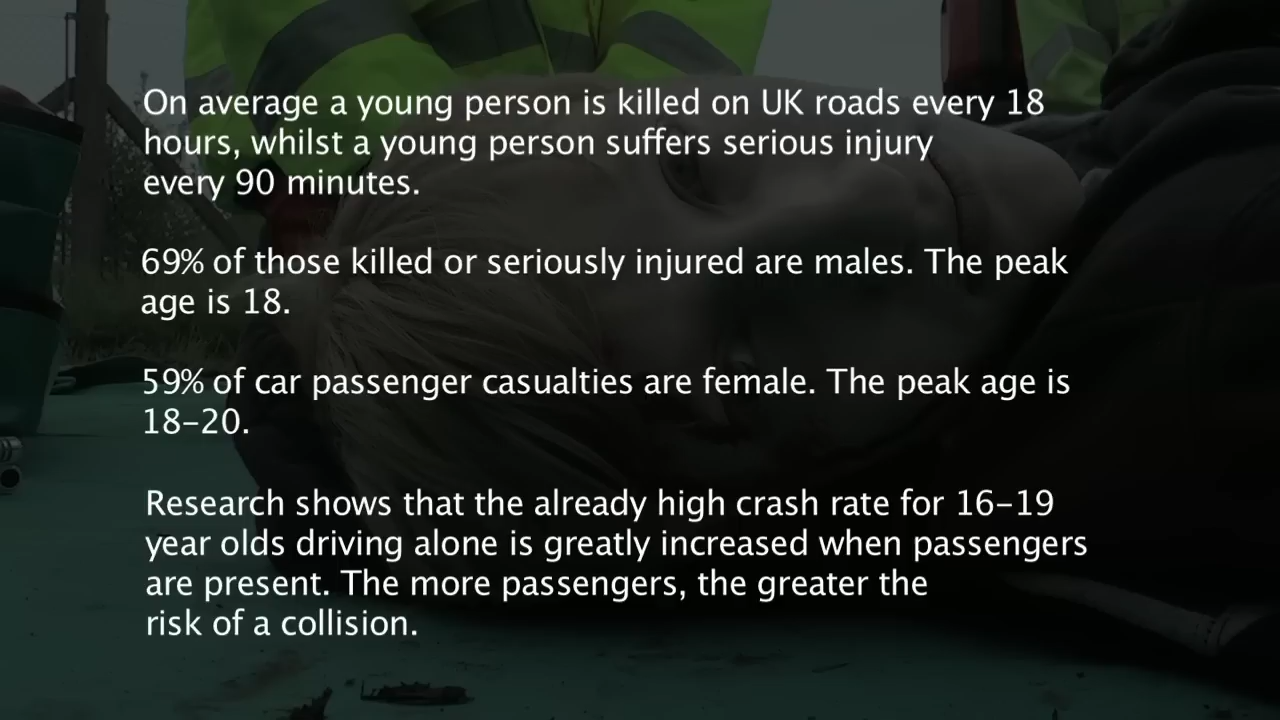 On average a young person is killed on UK roads every 18
hours, whilst a young person suffers serious injury
every 90 minutes.
69% of those killed or seriously injured are males. The peak
age is 18.
59% of car passenger casualties are female. The peak age is
18-20.
Research shows that the already high crash rate for 16-19
year olds driving alone is greatly increased when passengers
are present. The more passengers, the greater the
risk of a collision.